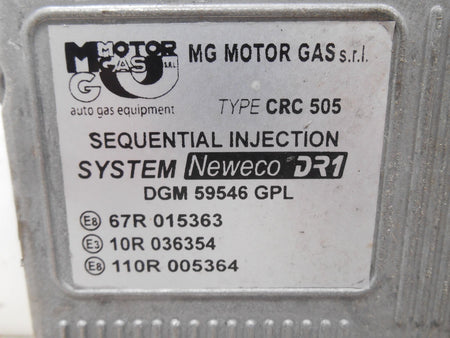 MG MOTOR GAS S.R.L.
MG MOTOR GAS s.r.l.
auto gas equipment
TYPE CRC 505
SEQUENTIAL INJECTION
SYSTEM Neweco DR1
DGM 59546 GPL
E8 67R 015363
E3 10R 036354
E8 110R 005364